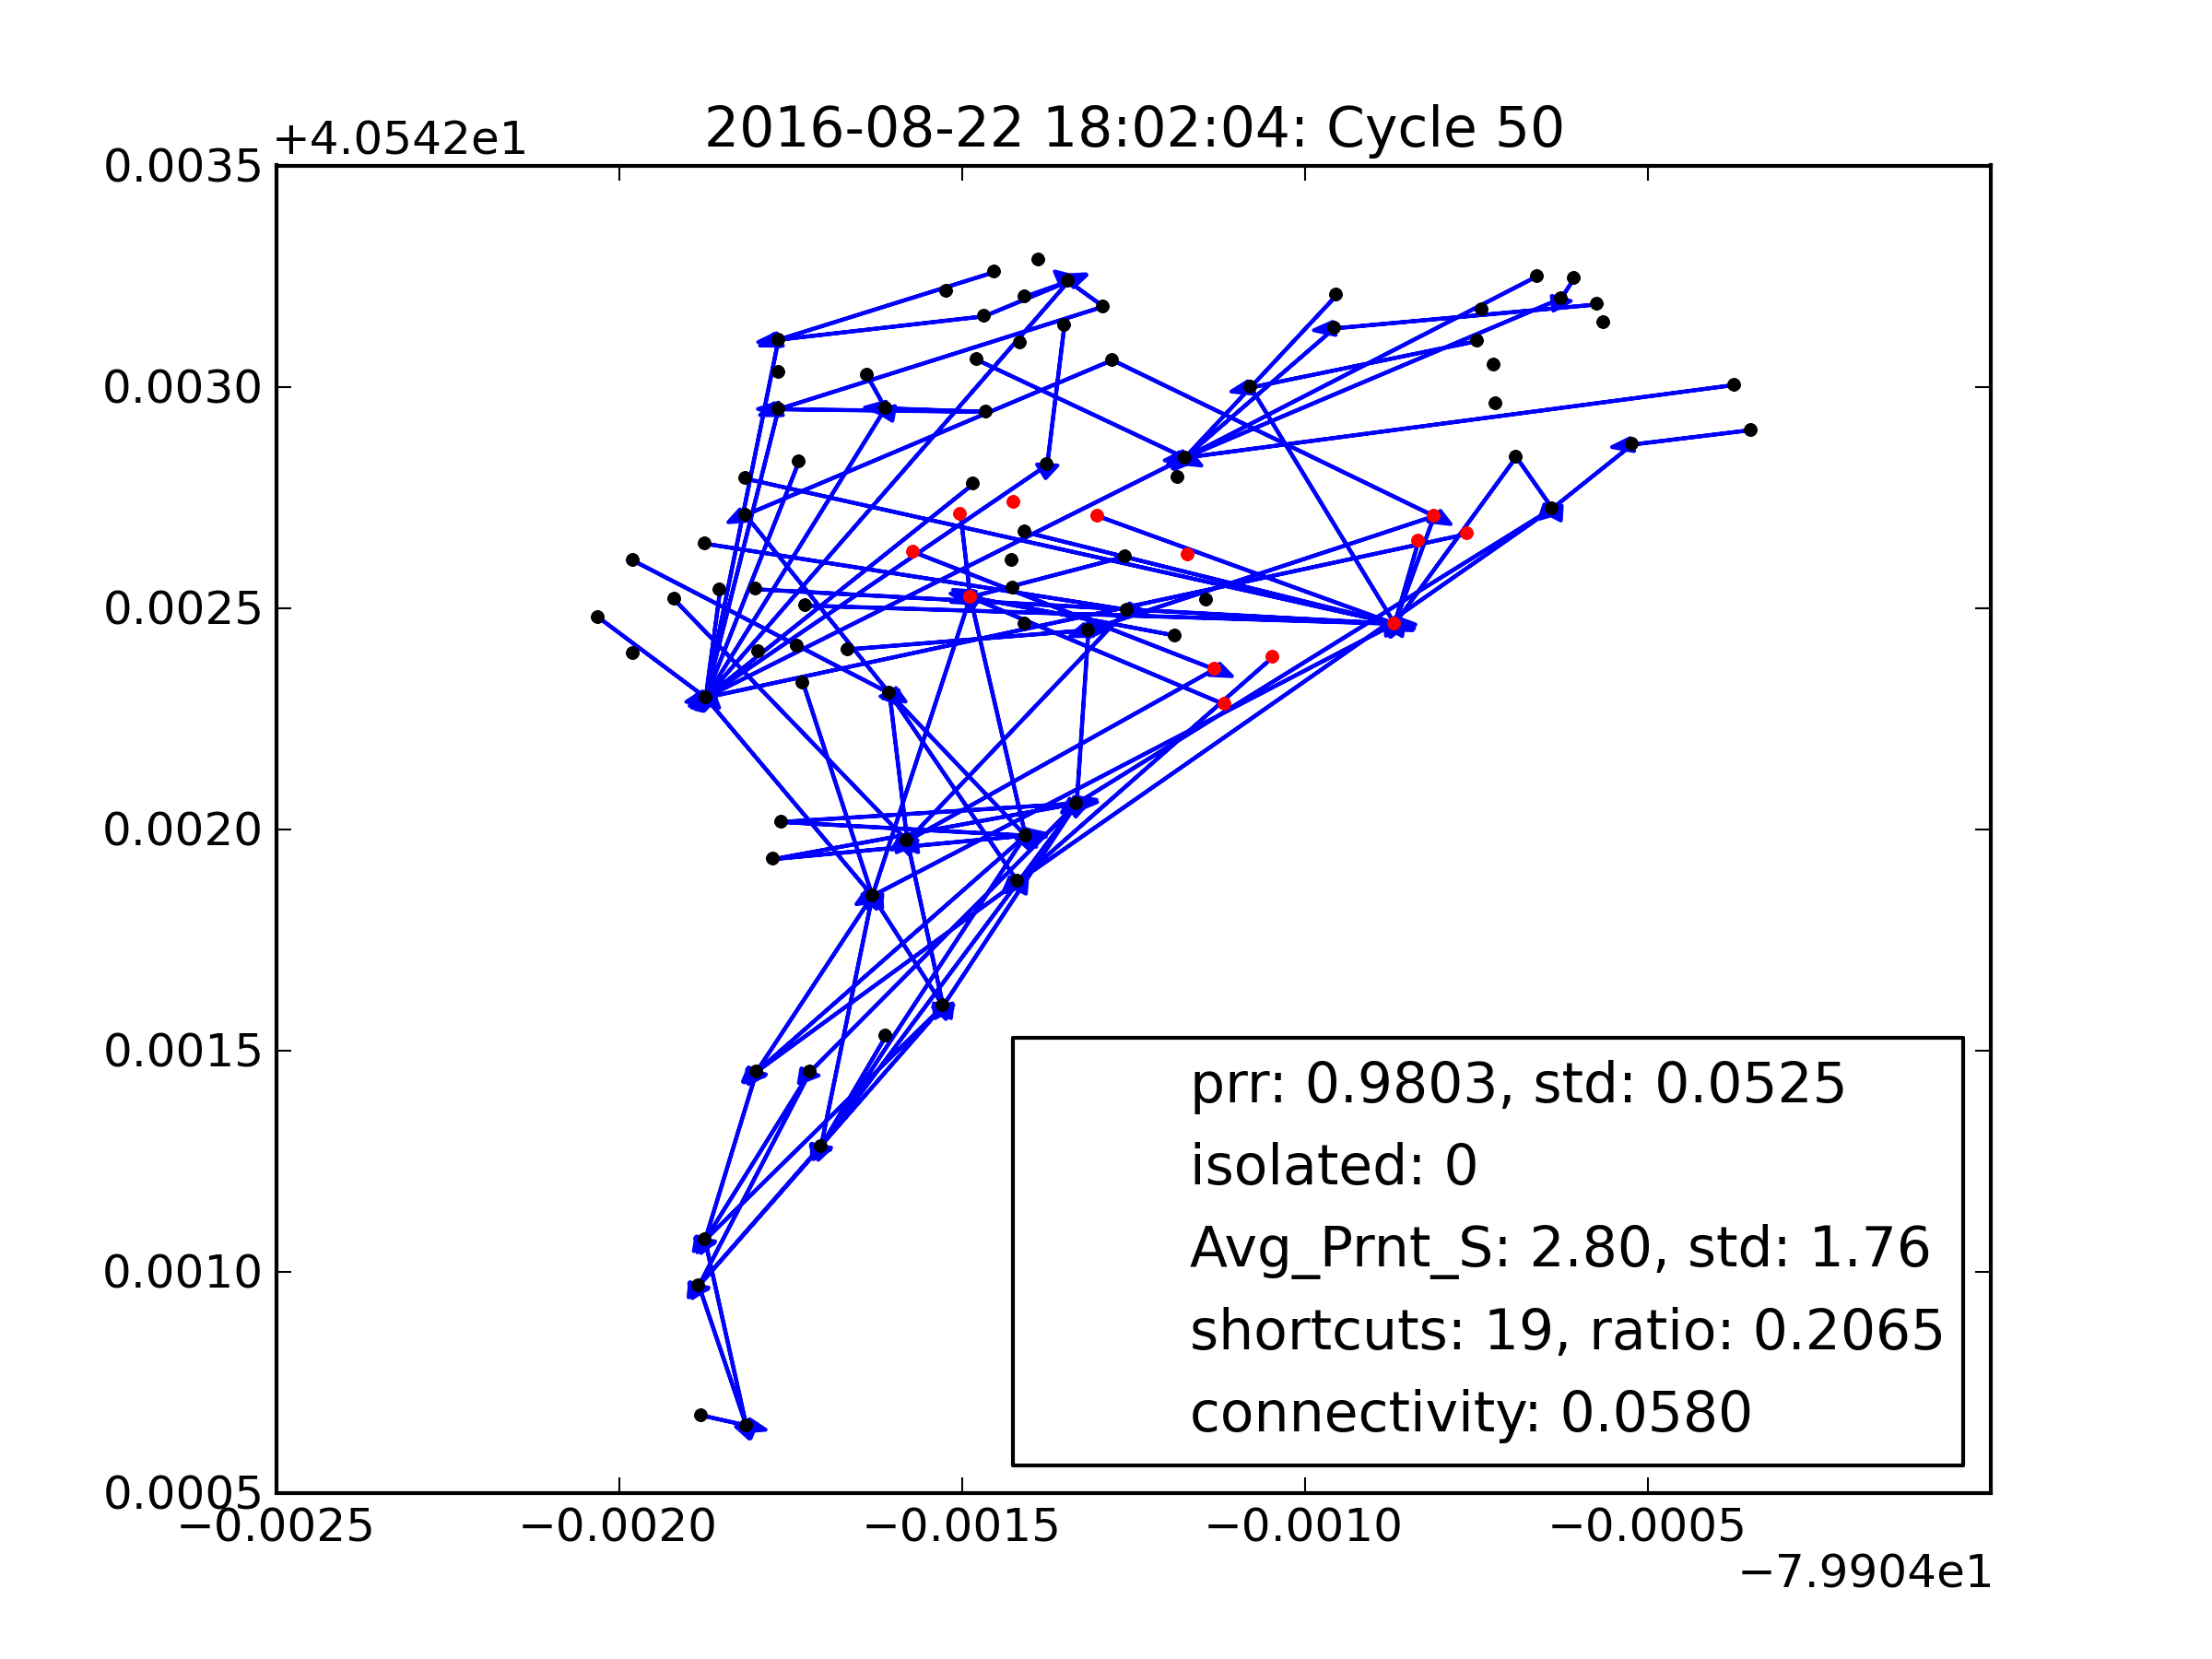 2016-08-22 18:02:04: Cycle 50
+4.0542e1
0.0035
0.0030
0.0025
0.0020
0.0015
0.0010
0.0005
prr: 0.9803, std: 0.0525
isolated: 0
Avg_Prnt_S: 2.80, std: 1.76
shortcuts: 19, ratio: 0.2065
connectivity: 0.0580
−0.0025 −0.0020 −0.0015 −0.0010 −0.0005
−7.9904e1